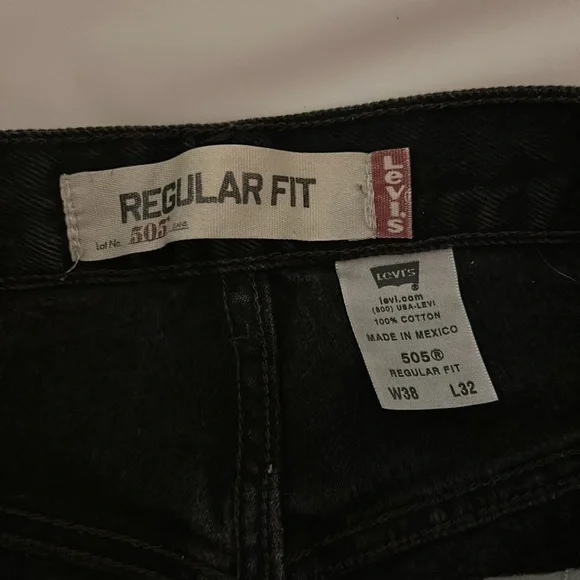 REGULAR FIT
Lot No. 505 JEANS
Levi's
Levi's
®
levi.com
(800) USA-LEVI
100% COTTON
MADE IN MEXICO
505®
REGULAR FIT
W38 L32